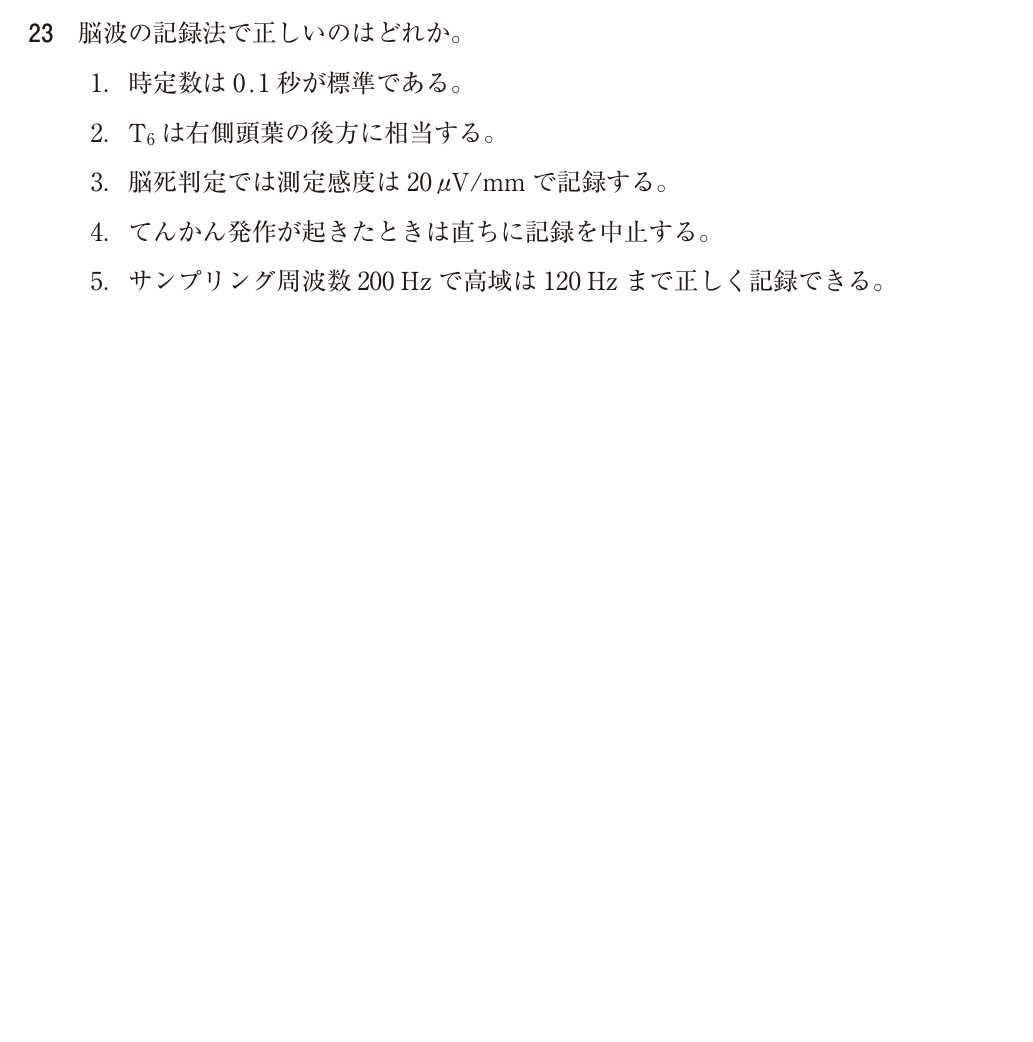 23 脳波の記録法で正しいのはどれか。
1. 時定数は 0.1 秒が標準である。
2. T₆ は右側頭葉の後方に相当する。
3. 脳死判定では測定感度は 20 μV/mm で記録する。
4. てんかん発作が起きたときは直ちに記録を中止する。
5. サンプリング周波数 200 Hz で高域は 120 Hz まで正しく記録できる。